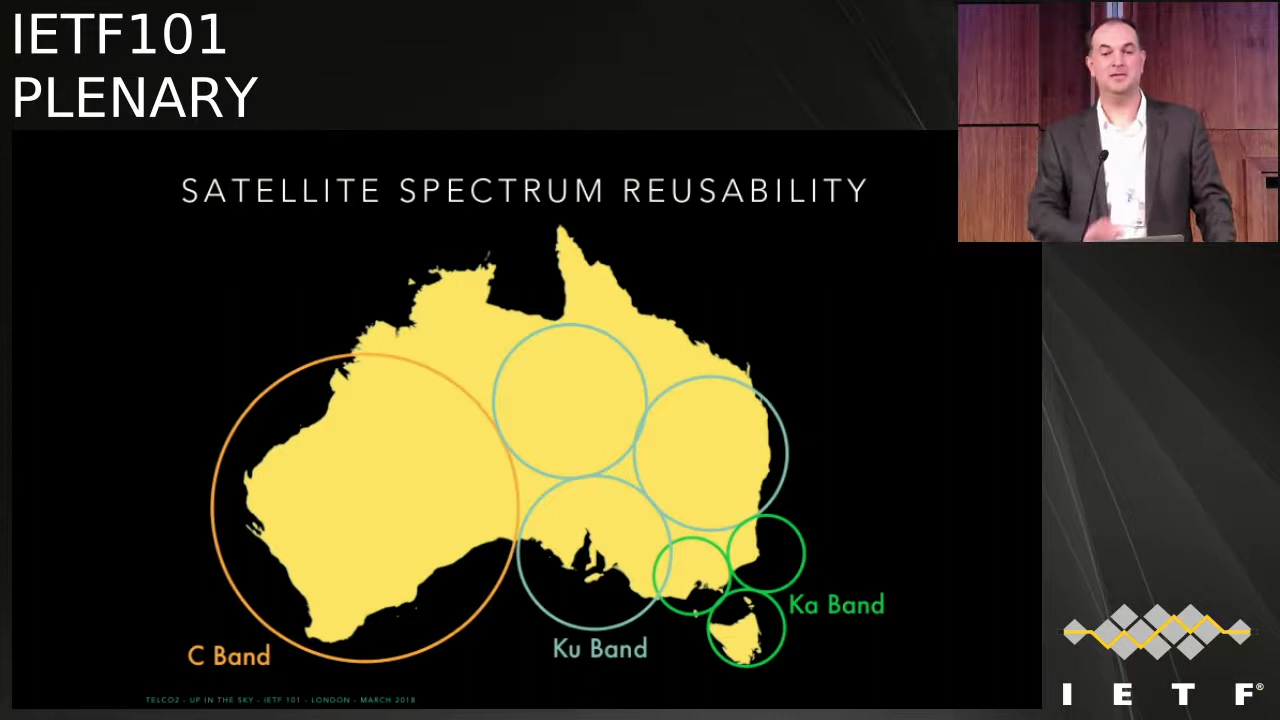 IETF101
PLENARY
SATELLITE SPECTRUM REUSABILITY
Ka Band
Ku Band
C Band
TELCO2 - UP IN THE SKY - IETF 101 - LONDON - MARCH 2018
I E T F®